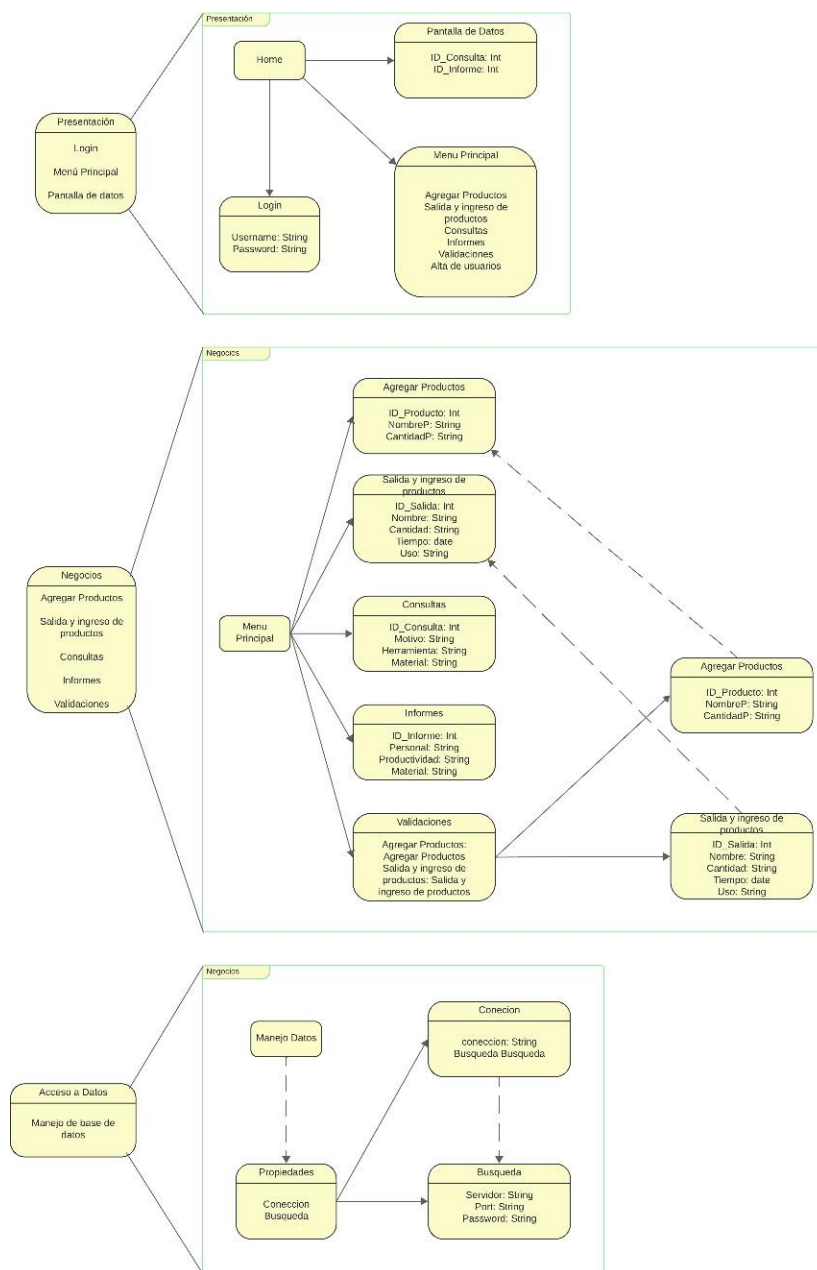 Presentación
Pantalla de Datos
ID_Consulta: Int
ID_Informe: Int
Home
Presentación
Login
Menú Principal
Pantalla de datos
Menu Principal
Agregar Productos
Salida y ingreso de
productos
Consultas
Informes
Validaciones
Alta de usuarios
Login
Username: String
Password: String
Negocios
Agregar Productos
ID_Producto: Int
NombreP: String
CantidadP: String
Salida y ingreso de
productos
ID_Salida: Int
Nombre: String
Cantidad: String
Tiempo: date
Uso: String
Negocios
Agregar Productos
Salida y ingreso de
productos
Consultas
Informes
Validaciones
Menu
Principal
Consultas
ID_Consulta: Int
Motivo: String
Herramienta: String
Material: String
Agregar Productos
ID_Producto: Int
NombreP: String
CantidadP: String
Informes
ID_Informe: Int
Personal: String
Productividad: String
Material: String
Validaciones
Agregar Productos:
Agregar Productos
Salida y ingreso de
productos: Salida y
ingreso de productos
Salida y ingreso de
productos
ID_Salida: Int
Nombre: String
Cantidad: String
Tiempo: date
Uso: String
Negocios
Manejo Datos
Conecion
coneccion: String
Busqueda Busqueda
Acceso a Datos
Manejo de base de
datos
Propiedades
Coneccion
Busqueda
Busqueda
Servidor: String
Port: String
Password: String